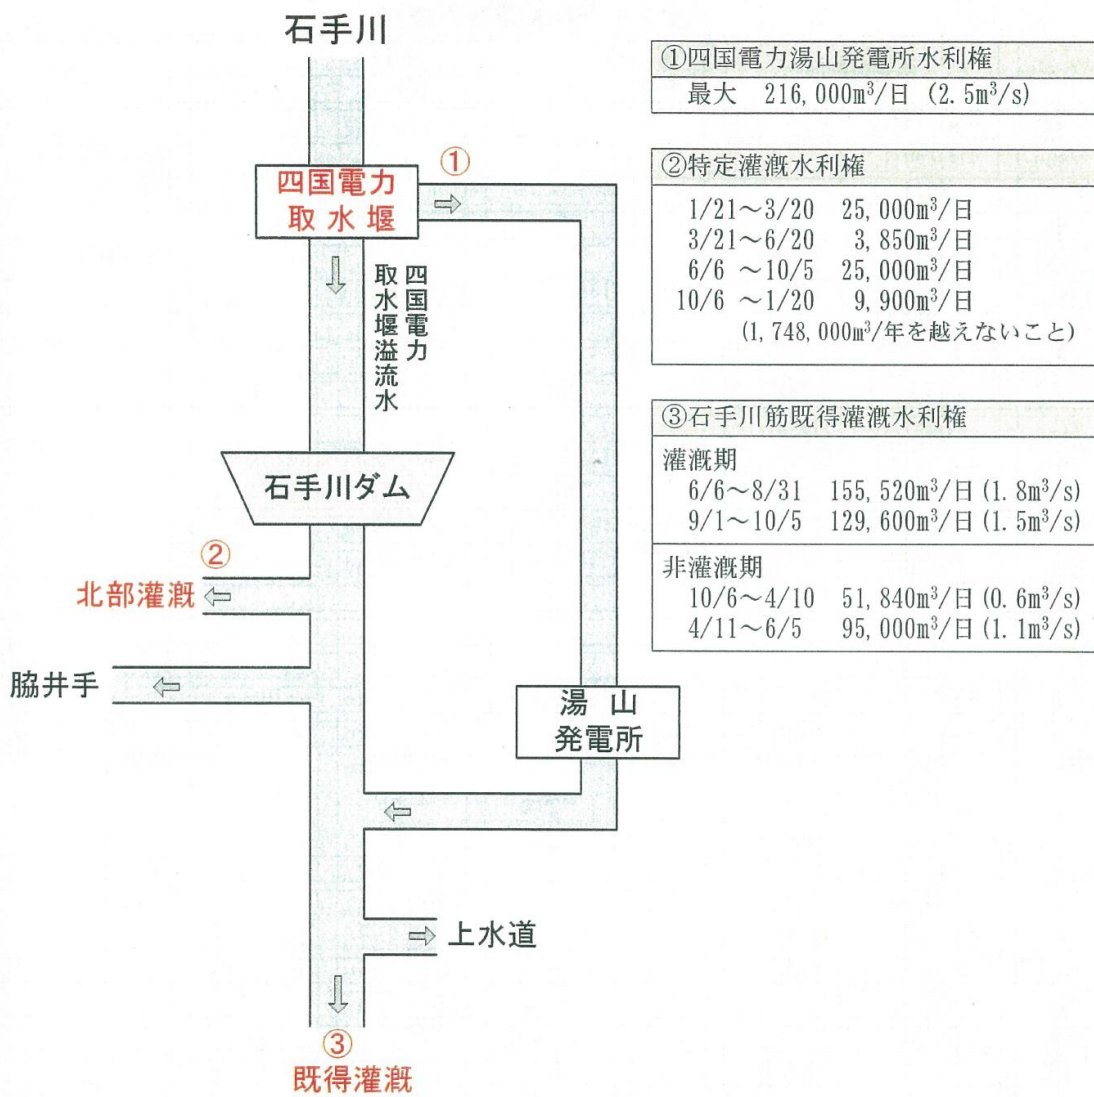 石手川
四国電力
取水堰
①
四国電力
取水堰溢流水
石手川ダム
②
北部灌漑
脇井手
湯山
発電所
上水道
③
既得灌漑
①四国電力湯山発電所水利権
最大 216,000m³/日 (2.5m³/s)
②特定灌漑水利権
1/21～3/20 25,000m³/日
3/21～6/20 3,850m³/日
6/6 ～10/5 25,000m³/日
10/6 ～1/20 9,900m³/日
(1,748,000m³/年を越えないこと)
③石手川筋既得灌漑水利権
灌漑期
6/6～8/31 155,520m³/日(1.8m³/s)
9/1～10/5 129,600m³/日(1.5m³/s)
非灌漑期
10/6～4/10 51,840m³/日(0.6m³/s)
4/11～6/5 95,000m³/日(1.1m³/s)